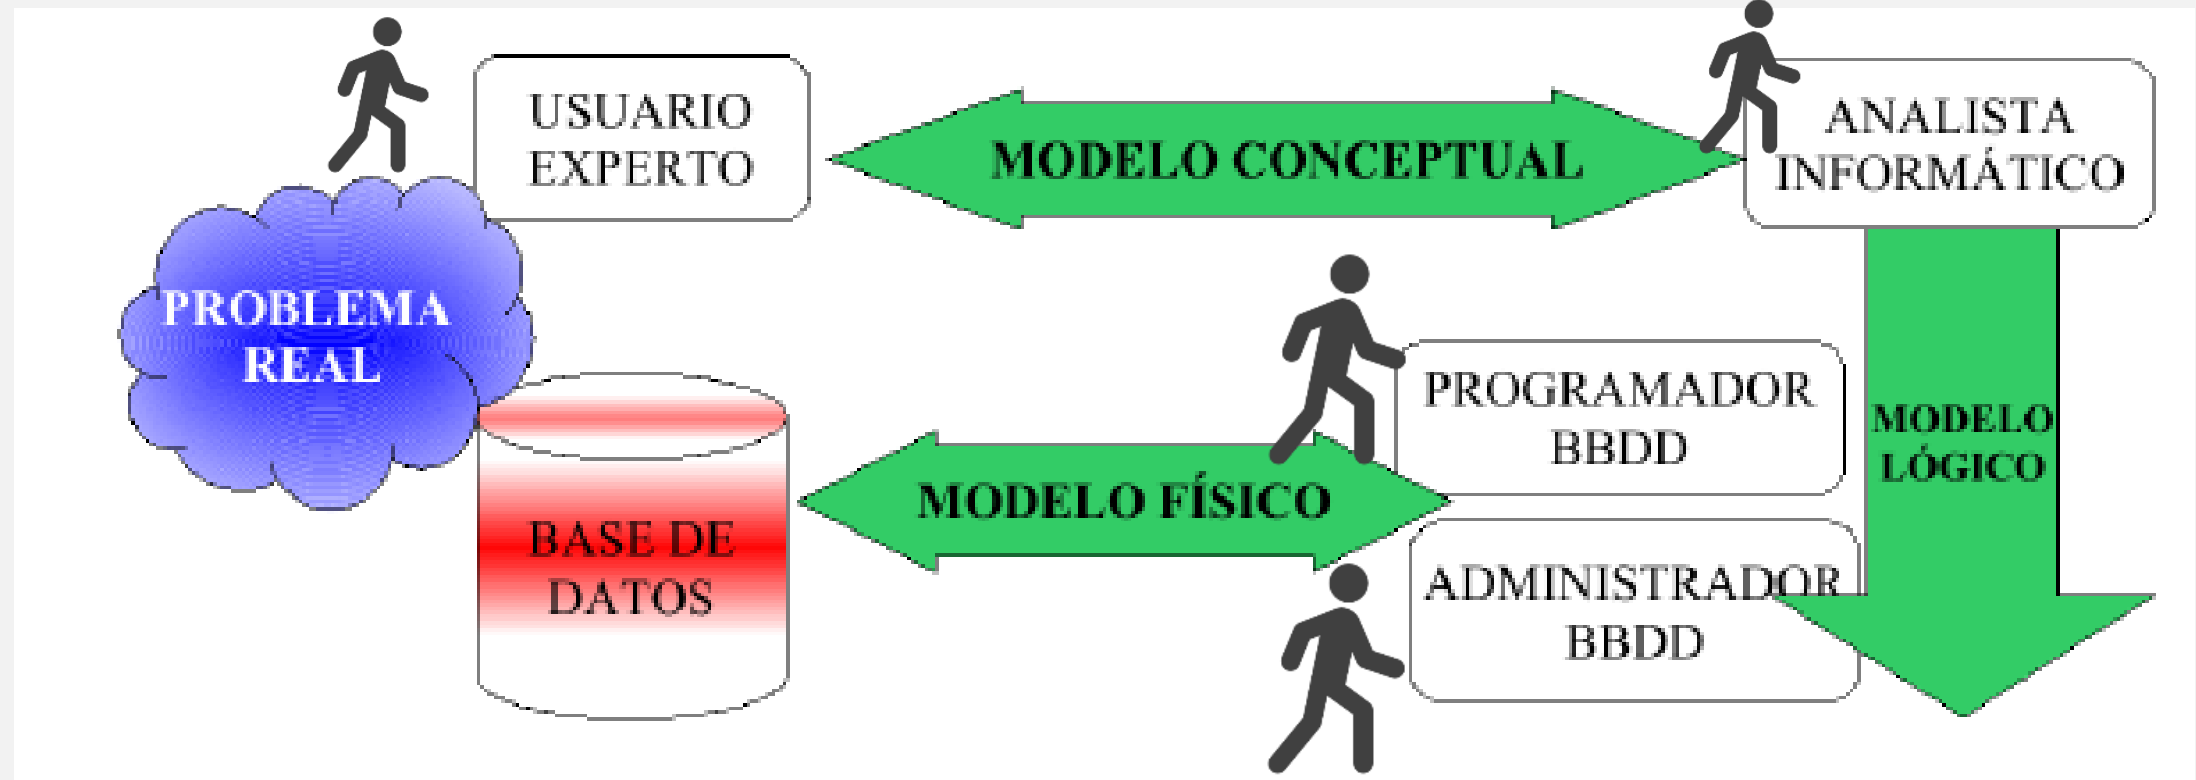 USUARIO
EXPERTO
MODELO CONCEPTUAL
ANALISTA
INFORMÁTICO
PROBLEMA
REAL
PROGRAMADOR
BBDD
MODELO
LÓGICO
MODELO FÍSICO
BASE DE
DATOS
ADMINISTRADOR
BBDD